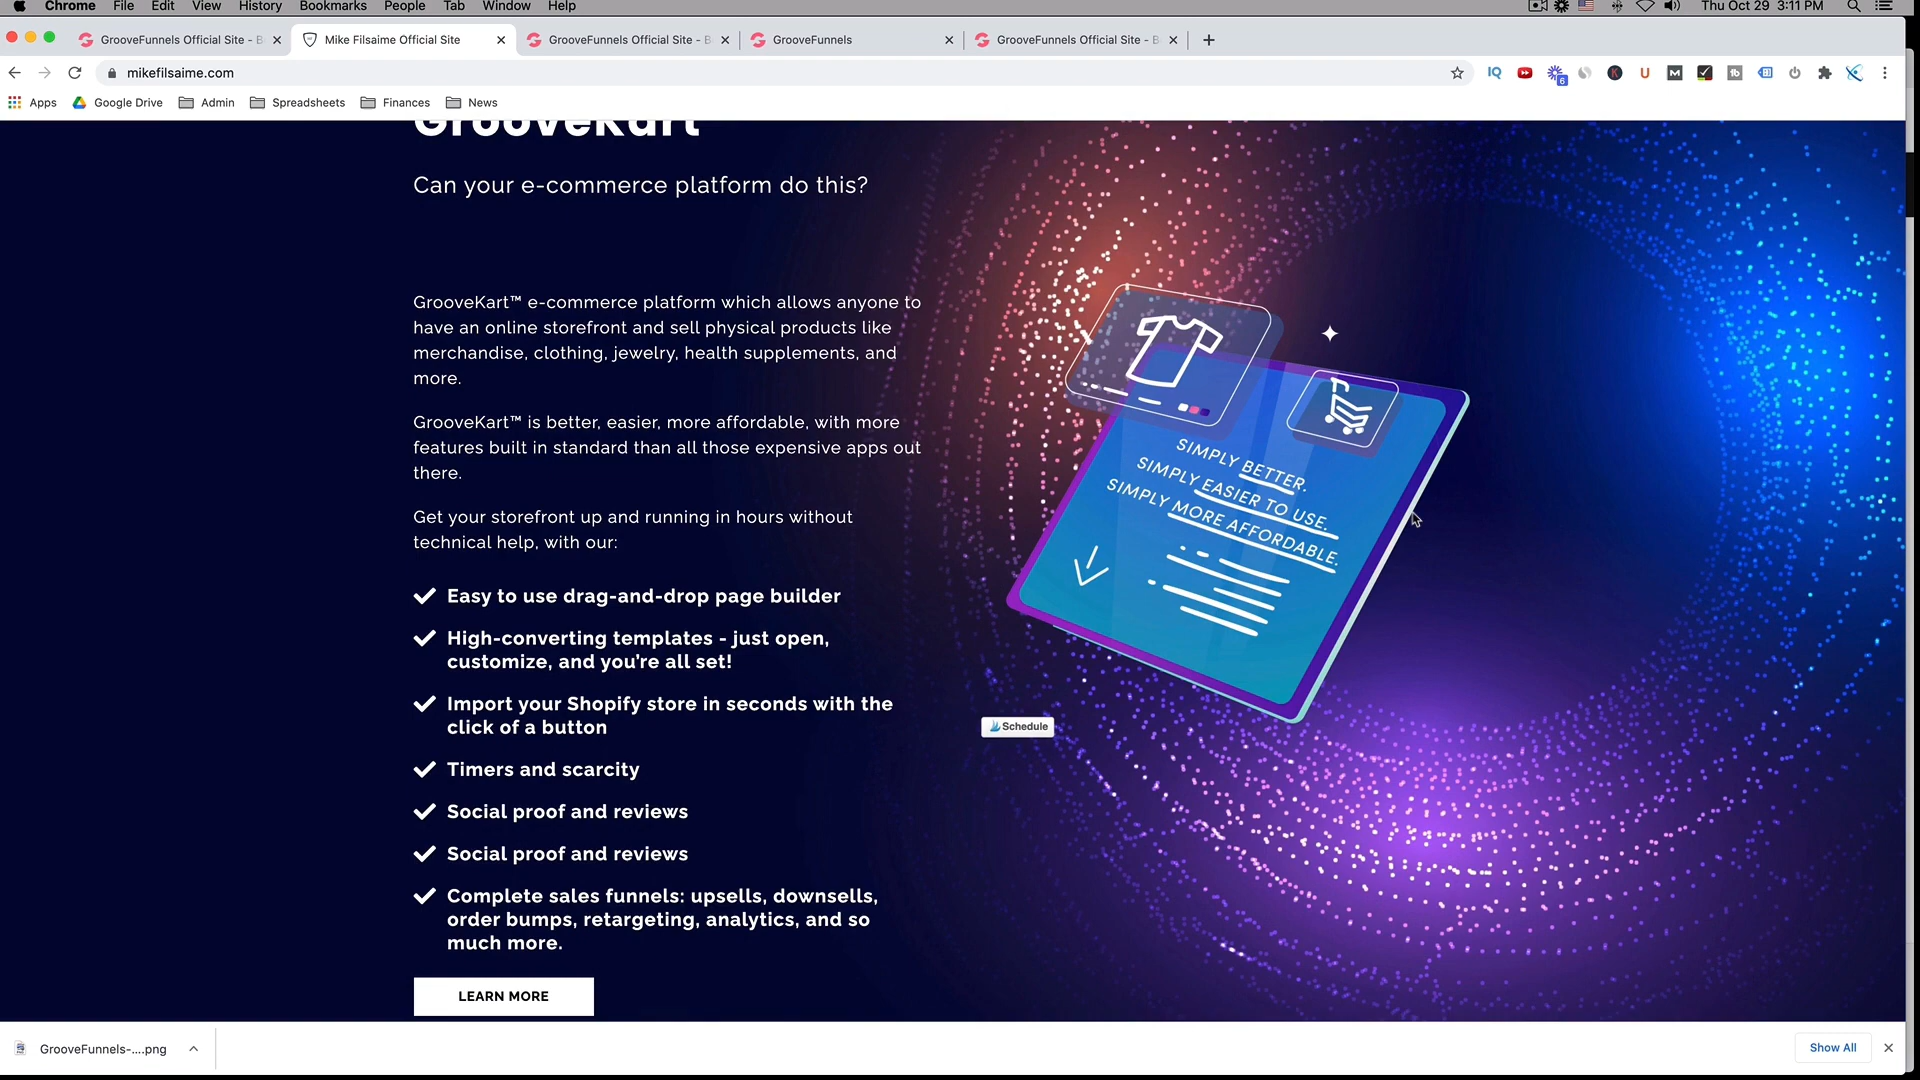 Chrome File Edit View History Bookmarks People Tab Window Help Thu Oct 29 3:11 PM
GrooveFunnels Official Site - B Mike Filsaime Official Site GrooveFunnels Official Site - B GrooveFunnels GrooveFunnels Official Site - B
mikefilsaime.com
Apps Google Drive Admin Spreadsheets Finances News
GrooveKart
Can your e-commerce platform do this?
GrooveKart™ e-commerce platform which allows anyone to
have an online storefront and sell physical products like
merchandise, clothing, jewelry, health supplements, and
more.
GrooveKart™ is better, easier, more affordable, with more
features built in standard than all those expensive apps out
there.
Get your storefront up and running in hours without
technical help, with our:
Easy to use drag-and-drop page builder
High-converting templates - just open,
customize, and you're all set!
Import your Shopify store in seconds with the
click of a button
Timers and scarcity
Social proof and reviews
Social proof and reviews
Complete sales funnels: upsells, downsells,
order bumps, retargeting, analytics, and so
much more.
LEARN MORE
SIMPLY BETTER.
SIMPLY EASIER TO USE.
SIMPLY MORE AFFORDABLE.
Schedule
GrooveFunnels-....png
Show All